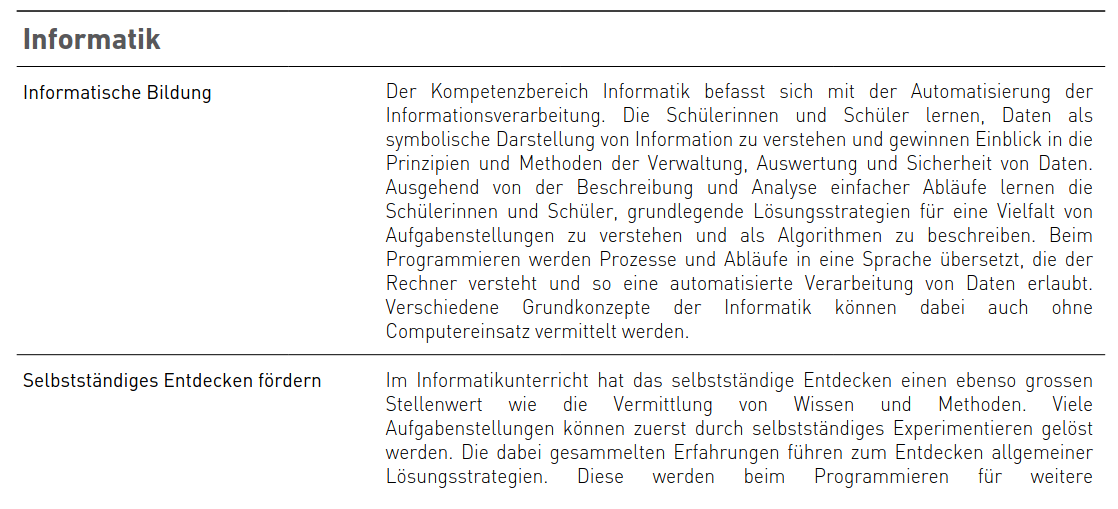 Informatik
Informatische Bildung
Der Kompetenzbereich Informatik befasst sich mit der Automatisierung der
Informationsverarbeitung. Die Schülerinnen und Schüler lernen, Daten als
symbolische Darstellung von Information zu verstehen und gewinnen Einblick in die
Prinzipien und Methoden der Verwaltung, Auswertung und Sicherheit von Daten.
Ausgehend von der Beschreibung und Analyse einfacher Abläufe lernen die
Schülerinnen und Schüler, grundlegende Lösungsstrategien für eine Vielfalt von
Aufgabenstellungen zu verstehen und als Algorithmen zu beschreiben. Beim
Programmieren werden Prozesse und Abläufe in eine Sprache übersetzt, die der
Rechner versteht und so eine automatisierte Verarbeitung von Daten erlaubt.
Verschiedene Grundkonzepte der Informatik können dabei auch ohne
Computereinsatz vermittelt werden.
Selbstständiges Entdecken fördern
Im Informatikunterricht hat das selbstständige Entdecken einen ebenso grossen
Stellenwert wie die Vermittlung von Wissen und Methoden. Viele
Aufgabenstellungen können zuerst durch selbstständiges Experimentieren gelöst
werden. Die dabei gesammelten Erfahrungen führen zum Entdecken allgemeiner
Lösungsstrategien. Diese werden beim Programmieren für weitere